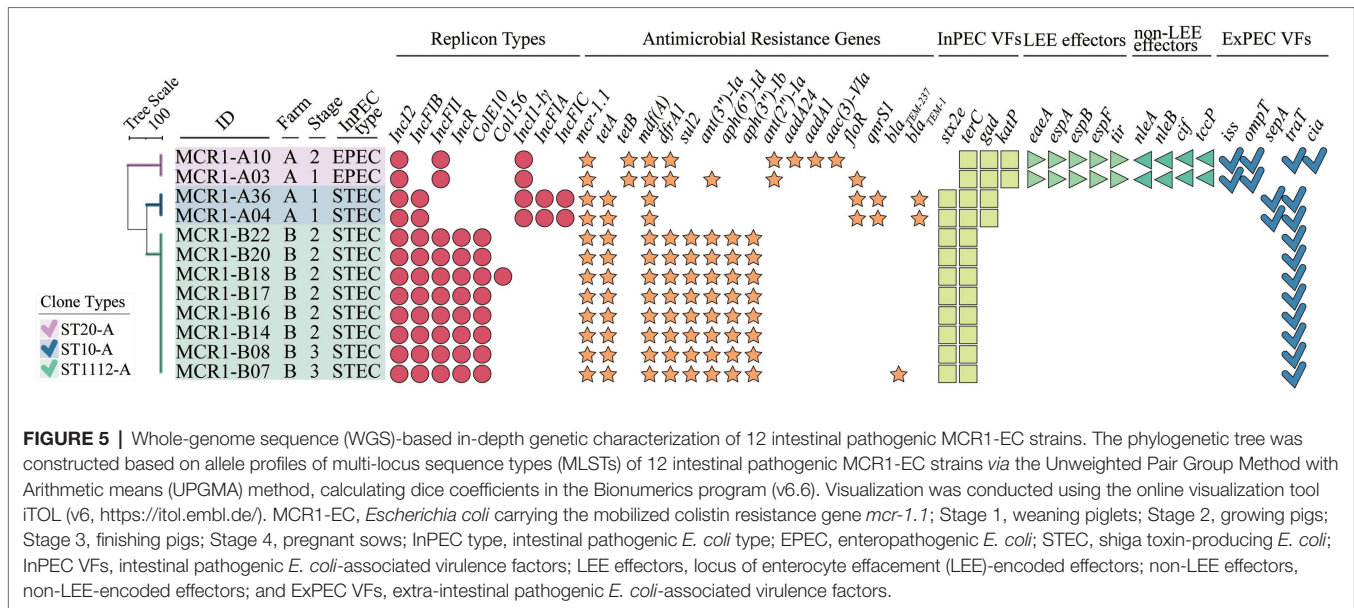 Replicon Types Antimicrobial Resistance Genes InPEC VFs LEE effectors non-LEE effectors ExPEC VFs
Tree Scale
100
ID Farm Stage InPEC type
IncI2 IncFIB IncFII IncR ColE10 Col156 IncI1-Iγ IncFIA IncFIC mcr-1.1 tetA tetB mdf(A) dfrA1 sul2 ant(3")-Ia aph(6")-Id aph(3")-Ib ant(2")-Ia aadA24 aadA1 aac(3)-VIa floR qnrS1 bla TEM-237 bla TEM-1 stx2e terC gad katP eaeA espA espB espF tir nleA nleB cif tccP iss ompT sepA traT cia
MCR1-A10 A 2 EPEC
MCR1-A03 A 1 EPEC
MCR1-A36 A 1 STEC
MCR1-A04 A 1 STEC
MCR1-B22 B 2 STEC
MCR1-B20 B 2 STEC
MCR1-B18 B 2 STEC
MCR1-B17 B 2 STEC
MCR1-B16 B 2 STEC
MCR1-B14 B 2 STEC
MCR1-B08 B 3 STEC
MCR1-B07 B 3 STEC
Clone Types
ST20-A
ST10-A
ST1112-A
FIGURE 5 | Whole-genome sequence (WGS)-based in-depth genetic characterization of 12 intestinal pathogenic MCR1-EC strains. The phylogenetic tree was
constructed based on allele profiles of multi-locus sequence types (MLSTs) of 12 intestinal pathogenic MCR1-EC strains via the Unweighted Pair Group Method with
Arithmetic means (UPGMA) method, calculating dice coefficients in the Bionumerics program (v6.6). Visualization was conducted using the online visualization tool
iTOL (v6, https://itol.embl.de/). MCR1-EC, Escherichia coli carrying the mobilized colistin resistance gene mcr-1.1; Stage 1, weaning piglets; Stage 2, growing pigs;
Stage 3, finishing pigs; Stage 4, pregnant sows; InPEC type, intestinal pathogenic E. coli type; EPEC, enteropathogenic E. coli; STEC, shiga toxin-producing E. coli;
InPEC VFs, intestinal pathogenic E. coli-associated virulence factors; LEE effectors, locus of enterocyte effacement (LEE)-encoded effectors; non-LEE effectors,
non-LEE-encoded effectors; and ExPEC VFs, extra-intestinal pathogenic E. coli-associated virulence factors.